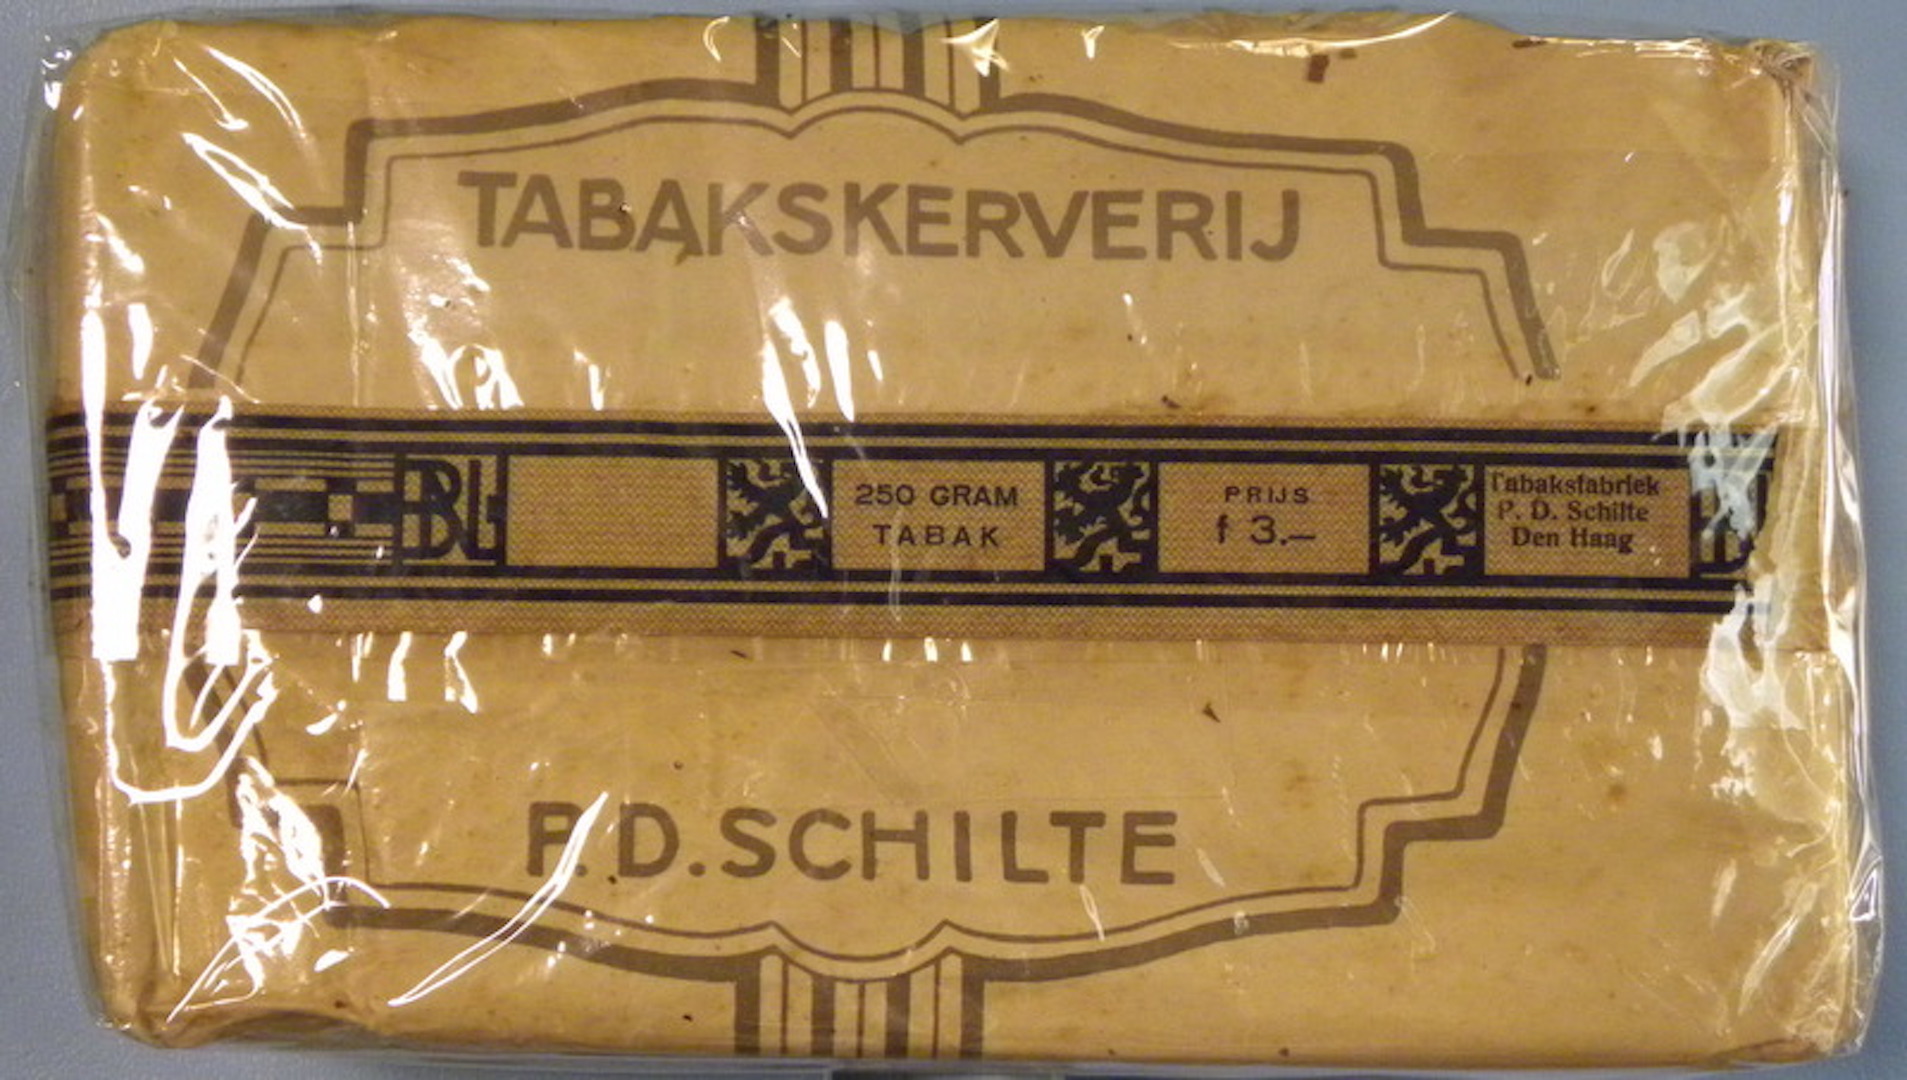 TABAKSKERVERIJ
250 GRAM
TABAK
PRIJS
f 3.—
Tabaksfabriek
P. D. Schilte
Den Haag
P.D. SCHILTE